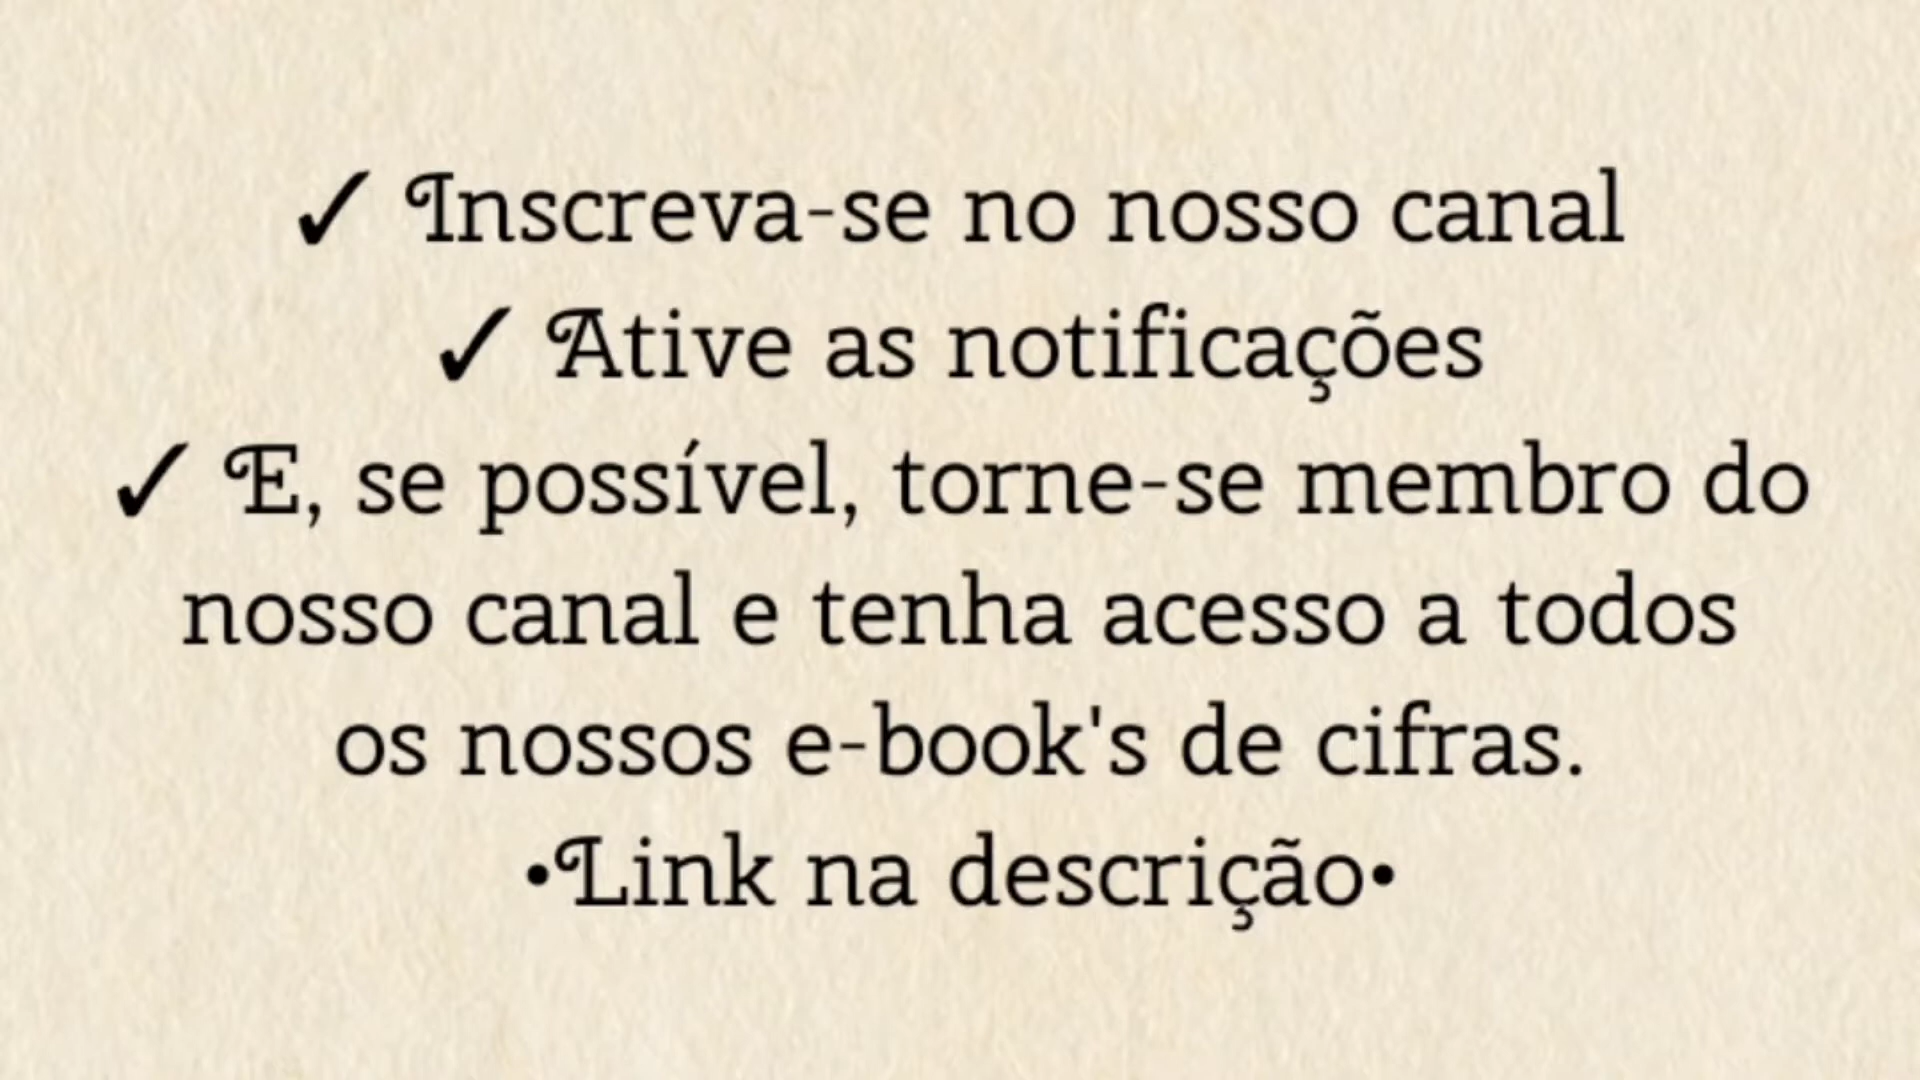 ✓ Inscreva-se no nosso canal
✓ Ative as notificações
✓ E, se possível, torne-se membro do
nosso canal e tenha acesso a todos
os nossos e-book's de cifras.
•Link na descrição•